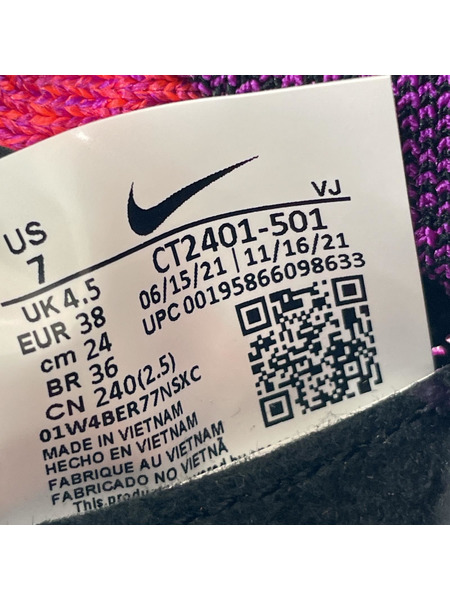 VJ
US
7
UK 4.5
EUR 38
cm 24
BR 36
CN 240(2.5)
01W4BER77NSXC
CT2401-501
06/15/21 | 11/16/21
UPC 00195866098633
MADE IN VIETNAM
HECHO EN VIETNAM
FABRIQUE AU VIETNAM
FABRICADO NO VIETNÃ
This